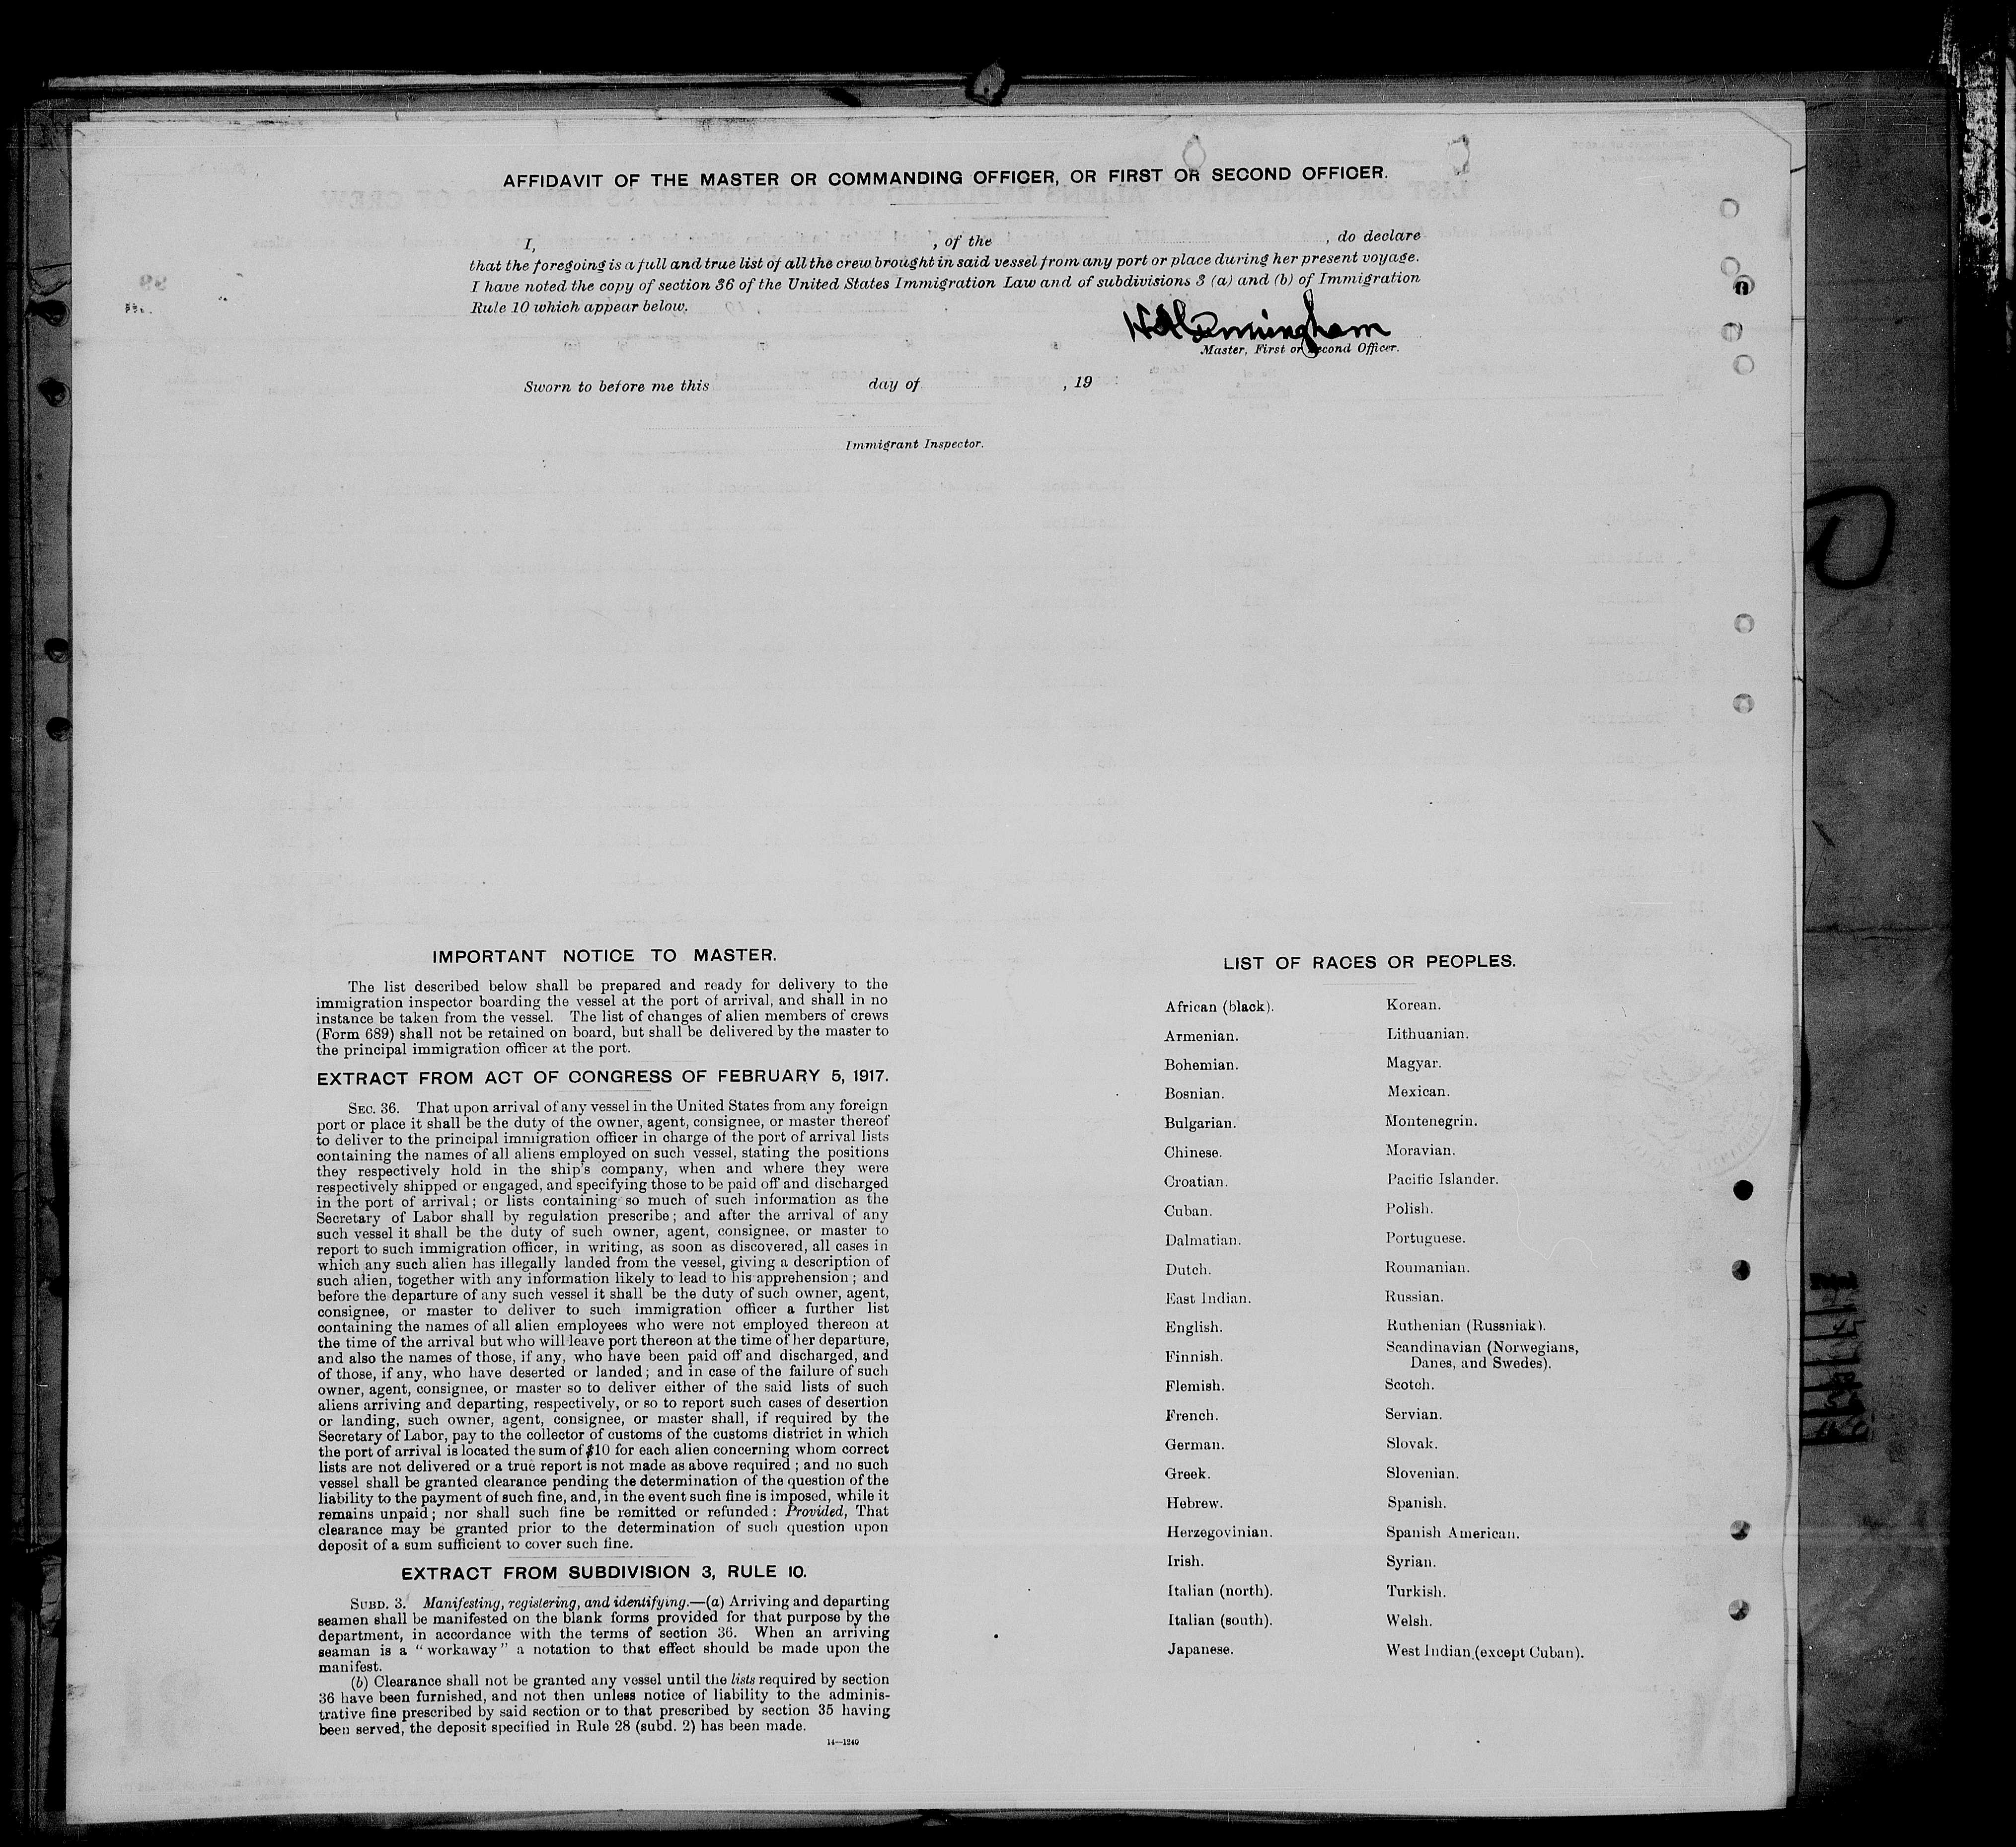 AFFIDAVIT OF THE MASTER OR COMMANDING OFFICER, OR FIRST OR SECOND OFFICER.
I, , of the , do declare
that the foregoing is a full and true list of all the crew brought in said vessel from any port or place during her present voyage.
I have noted the copy of section 36 of the United States Immigration Law and of subdivisions 3 (a) and (b) of Immigration
Rule 10 which appear below.
Master, First or Second Officer.
Sworn to before me this day of , 19
Immigrant Inspector.
IMPORTANT NOTICE TO MASTER.
The list described below shall be prepared and ready for delivery to the
immigration inspector boarding the vessel at the port of arrival, and shall in no
instance be taken from the vessel. The list of changes of alien members of crews
(Form 689) shall not be retained on board, but shall be delivered by the master to
the principal immigration officer at the port.
EXTRACT FROM ACT OF CONGRESS OF FEBRUARY 5, 1917.
SEC. 36. That upon arrival of any vessel in the United States from any foreign
port or place it shall be the duty of the owner, agent, consignee, or master thereof
to deliver to the principal immigration officer in charge of the port of arrival lists
containing the names of all aliens employed on such vessel, stating the positions
they respectively hold in the ship's company, when and where they were
respectively shipped or engaged, and specifying those to be paid off and discharged
in the port of arrival; or lists containing so much of such information as the
Secretary of Labor shall by regulation prescribe; and after the arrival of any
such vessel it shall be the duty of such owner, agent, consignee, or master to
report to such immigration officer, in writing, as soon as discovered, all cases in
which any such alien has illegally landed from the vessel, giving a description of
such alien, together with any information likely to lead to his apprehension; and
before the departure of any such vessel it shall be the duty of such owner, agent,
consignee, or master to deliver to such immigration officer a further list
containing the names of all alien employees who were not employed thereon at
the time of the arrival but who will leave port thereon at the time of her departure,
and also the names of those, if any, who have been paid off and discharged, and
of those, if any, who have deserted or landed; and in case of the failure of such
owner, agent, consignee, or master so to deliver either of the said lists of such
aliens arriving and departing, respectively, or so to report such cases of desertion
or landing, such owner, agent, consignee, or master shall, if required by the
Secretary of Labor, pay to the collector of customs of the customs district in which
the port of arrival is located the sum of $10 for each alien concerning whom correct
lists are not delivered or a true report is not made as above required; and no such
vessel shall be granted clearance pending the determination of the question of the
liability to the payment of such fine, and, in the event such fine is imposed, while it
remains unpaid; nor shall such fine be remitted or refunded: Provided, That
clearance may be granted prior to the determination of such question upon
deposit of a sum sufficient to cover such fine.
EXTRACT FROM SUBDIVISION 3, RULE 10.
SUBD. 3. Manifesting, registering, and identifying.—(a) Arriving and departing
seamen shall be manifested on the blank forms provided for that purpose by the
department, in accordance with the terms of section 36. When an arriving
seaman is a "workaway" a notation to that effect should be made upon the
manifest.
(b) Clearance shall not be granted any vessel until the lists required by section
36 have been furnished, and not then unless notice of liability to the adminis-
trative fine prescribed by said section or to that prescribed by section 35 having
been served, the deposit specified in Rule 28 (subd. 2) has been made.
14—1240
LIST OF RACES OR PEOPLES.
African (black).
Armenian.
Bohemian.
Bosnian.
Bulgarian.
Chinese.
Croatian.
Cuban.
Dalmatian.
Dutch.
East Indian.
English.
Finnish.
Flemish.
French.
German.
Greek.
Hebrew.
Herzegovinian.
Irish.
Italian (north).
Italian (south).
Japanese.
Korean.
Lithuanian.
Magyar.
Mexican.
Montenegrin.
Moravian.
Pacific Islander.
Polish.
Portuguese.
Roumanian.
Russian.
Ruthenian (Russniak).
Scandinavian (Norwegians,
Danes, and Swedes).
Scotch.
Servian.
Slovak.
Slovenian.
Spanish.
Spanish American.
Syrian.
Turkish.
Welsh.
West Indian (except Cuban).